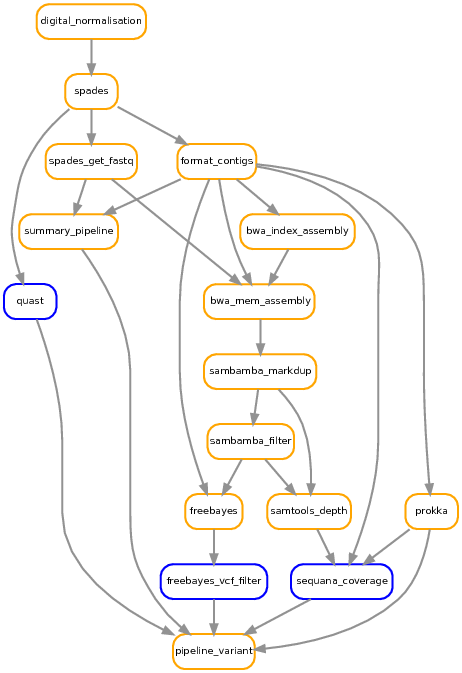 digital_normalisation
spades
spades_get_fastq
format_contigs
summary_pipeline
bwa_index_assembly
quast
bwa_mem_assembly
sambamba_markdup
sambamba_filter
freebayes
samtools_depth
prokka
freebayes_vcf_filter
sequana_coverage
pipeline_variant